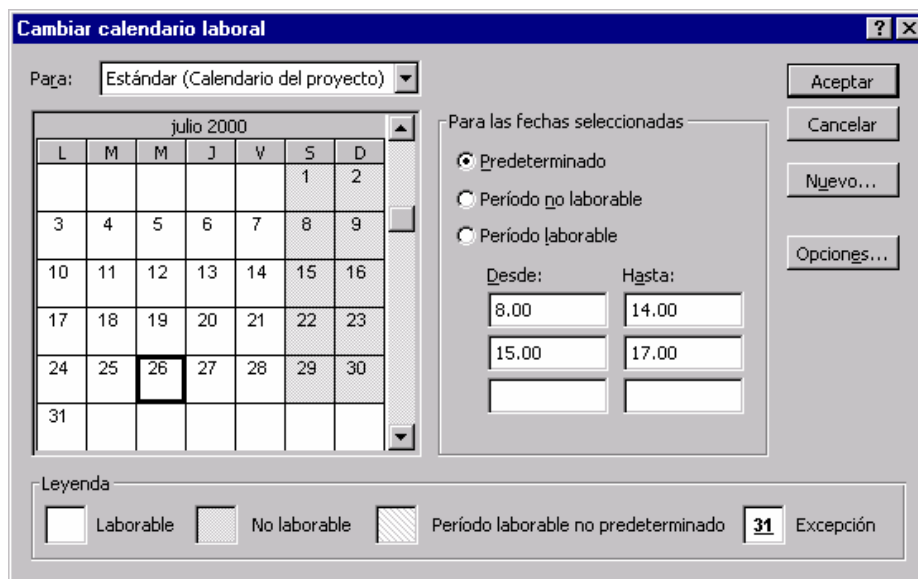 Cambiar calendario laboral
Para: Estándar (Calendario del proyecto)
julio 2000
L M M J V S D
1 2
3 4 5 6 7 8 9
10 11 12 13 14 15 16
17 18 19 20 21 22 23
24 25 26 27 28 29 30
31
Para las fechas seleccionadas
Predeterminado
Período no laborable
Período laborable
Desde: Hasta:
8.00 14.00
15.00 17.00
Aceptar
Cancelar
Nuevo...
Opciones...
Leyenda
Laborable No laborable Período laborable no predeterminado 31 Excepción